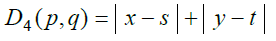 D₄(p,q)=| x−s |+| y−t |